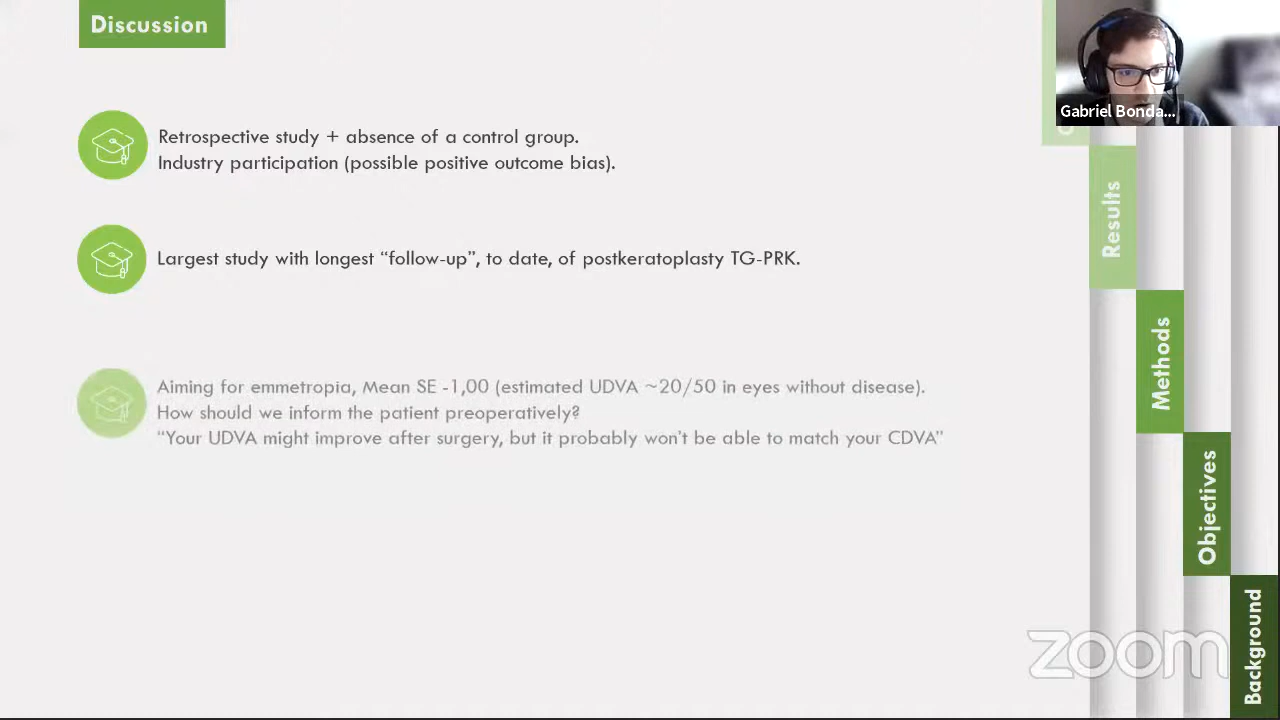 Discussion
Retrospective study + absence of a control group.
Industry participation (possible positive outcome bias).
Largest study with longest “follow-up”, to date, of postkeratoplasty TG-PRK.
Aiming for emmetropia, Mean SE -1,00 (estimated UDVA ~20/50 in eyes without disease).
How should we inform the patient preoperatively?
“Your UDVA might improve after surgery, but it probably won’t be able to match your CDVA”
Gabriel Bonda...
Results
Methods
Objectives
Background
zoom